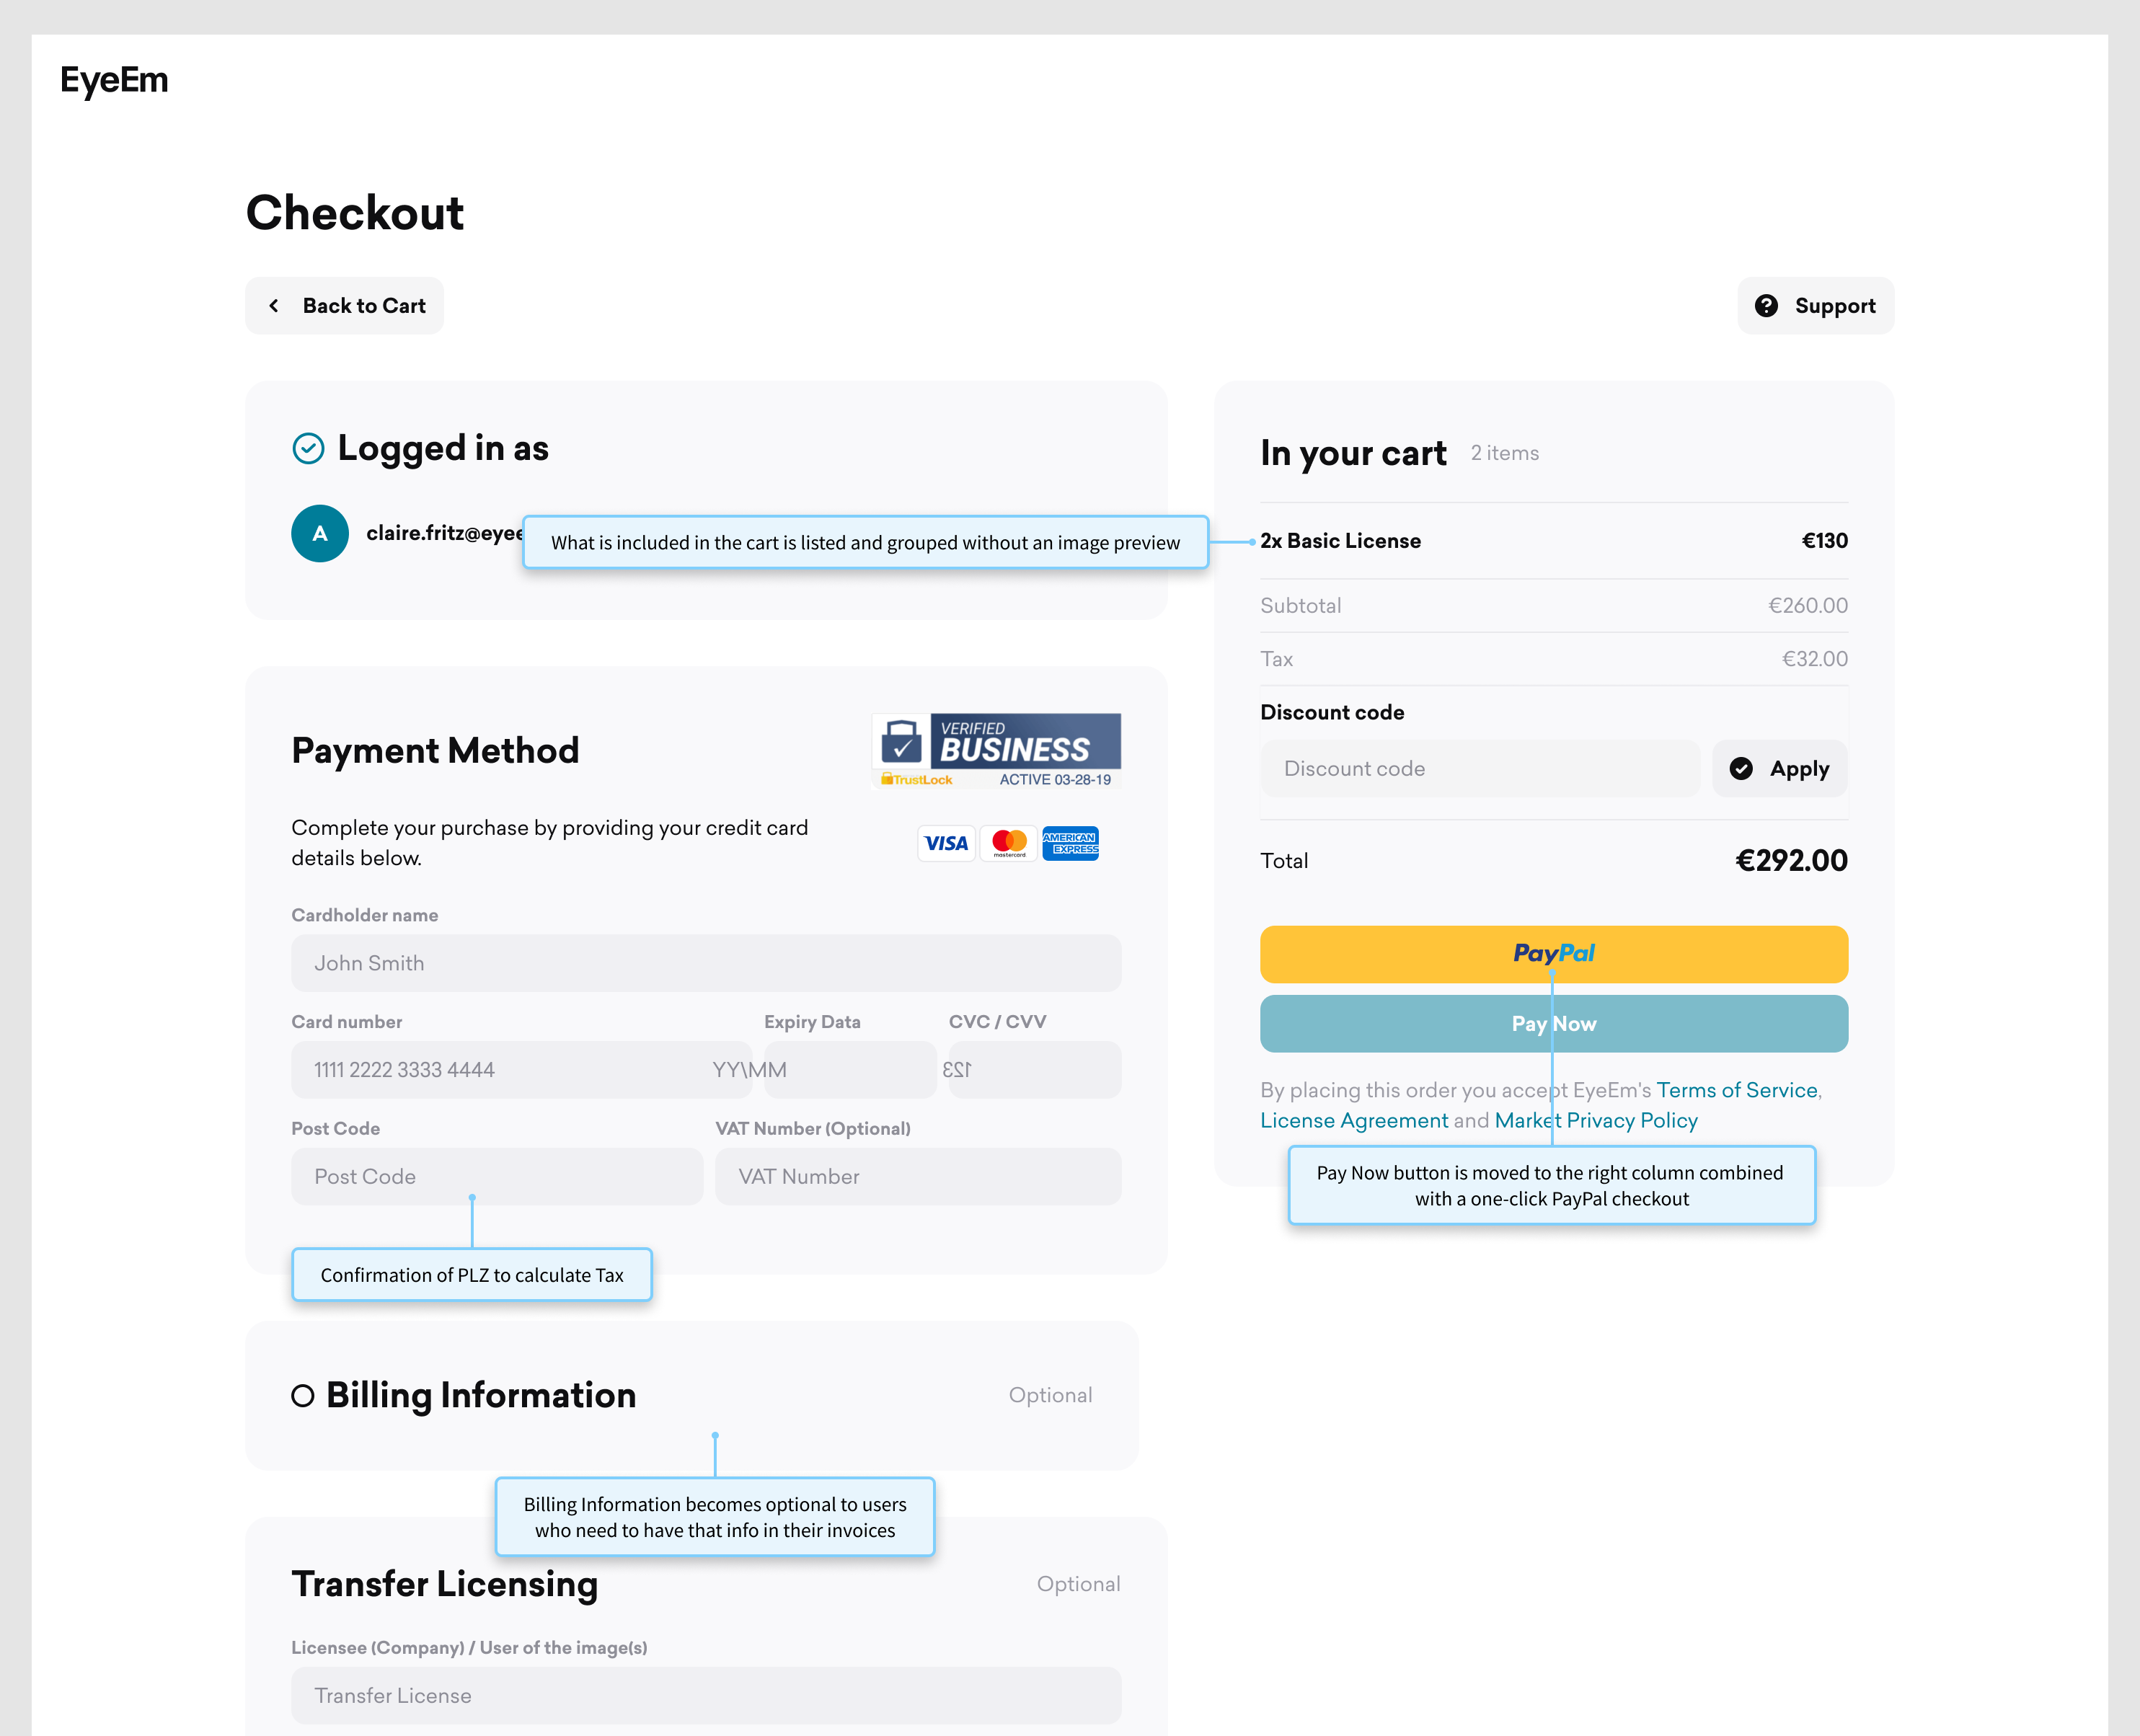 EyeEm
Checkout
Back to Cart
Support
Logged in as
A
claire.fritz@eyee
What is included in the cart is listed and grouped without an image preview
In your cart 2 items
2x Basic License €130
Subtotal €260.00
Tax €32.00
Discount code
Discount code
Apply
Total €292.00
PayPal
Pay Now
By placing this order you accept EyeEm's Terms of Service,
License Agreement and Market Privacy Policy
Pay Now button is moved to the right column combined
with a one-click PayPal checkout
Payment Method
VERIFIED
BUSINESS
TrustLock ACTIVE 03-28-19
Complete your purchase by providing your credit card
details below.
VISA
mastercard
AMERICAN
EXPRESS
Cardholder name
John Smith
Card number Expiry Data CVC / CVV
1111 2222 3333 4444 YY\MM 123
Post Code VAT Number (Optional)
Post Code VAT Number
Confirmation of PLZ to calculate Tax
Billing Information Optional
Billing Information becomes optional to users
who need to have that info in their invoices
Transfer Licensing Optional
Licensee (Company) / User of the image(s)
Transfer License